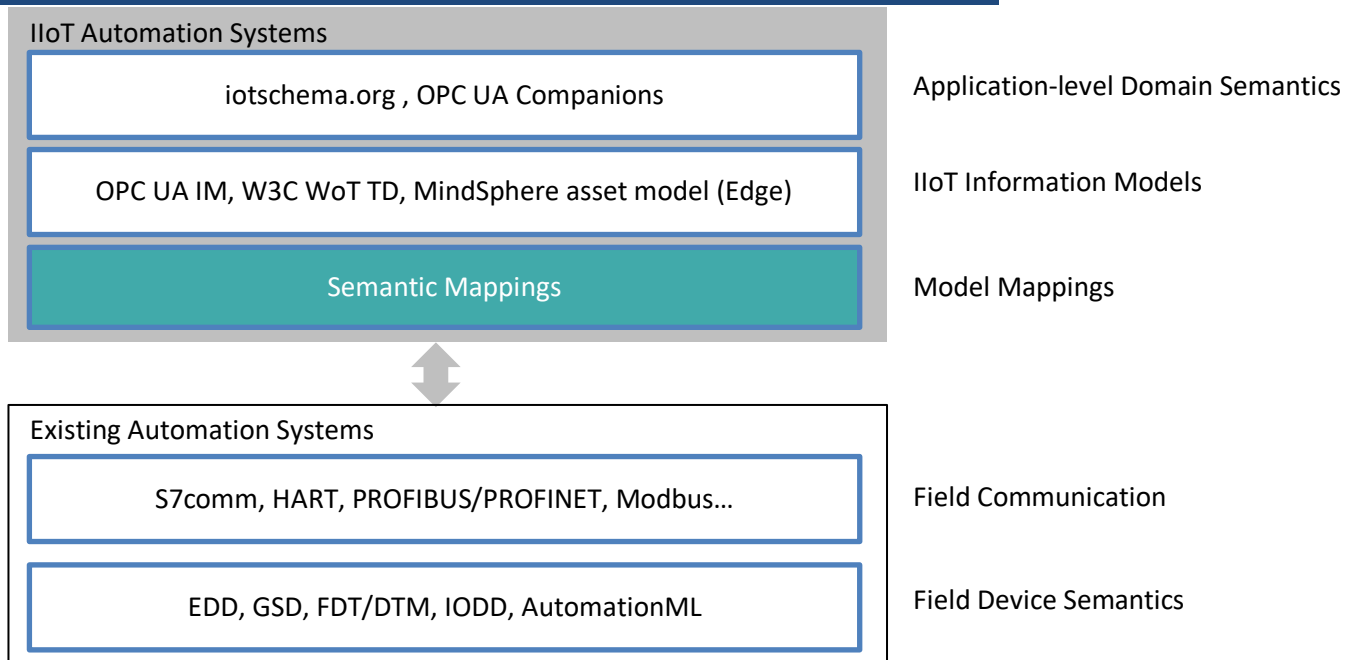 IIoT Automation Systems
iotschema.org , OPC UA Companions
Application-level Domain Semantics
OPC UA IM, W3C WoT TD, MindSphere asset model (Edge)
IIoT Information Models
Semantic Mappings
Model Mappings
Existing Automation Systems
S7comm, HART, PROFIBUS/PROFINET, Modbus…
Field Communication
EDD, GSD, FDT/DTM, IODD, AutomationML
Field Device Semantics